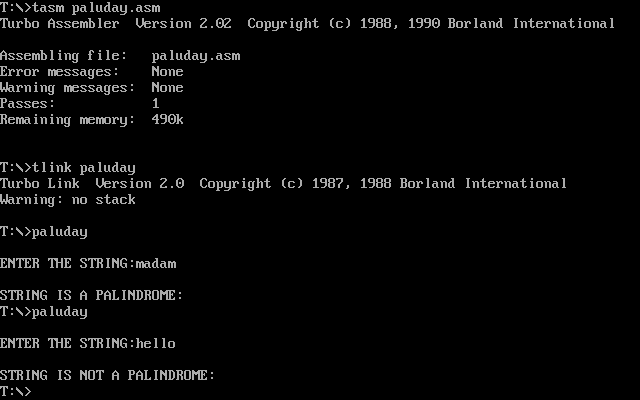 T:\>tasm paluday.asm
Turbo Assembler  Version 2.02  Copyright (c) 1988, 1990 Borland International
Assembling file:   paluday.asm
Error messages:    None
Warning messages:  None
Passes:            1
Remaining memory:  490k
T:\>tlink paluday
Turbo Link  Version 2.0  Copyright (c) 1987, 1988 Borland International
Warning: no stack
T:\>paluday
ENTER THE STRING:madam
STRING IS A PALINDROME:
T:\>paluday
ENTER THE STRING:hello
STRING IS NOT A PALINDROME:
T:\>